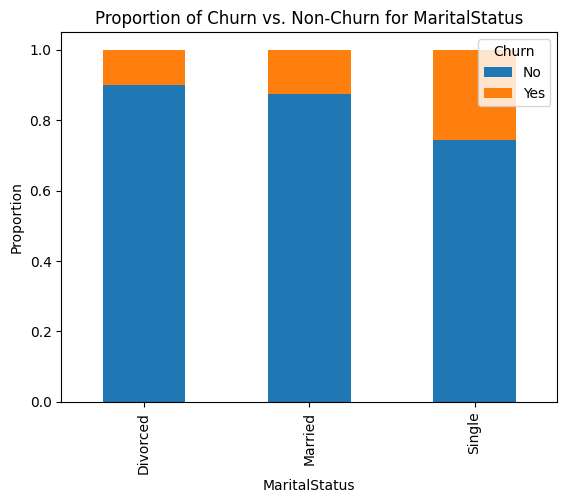 Proportion of Churn vs. Non-Churn for MaritalStatus
Churn
No
Yes
1.0
0.8
0.6
0.4
0.2
0.0
Proportion
Divorced
Married
Single
MaritalStatus